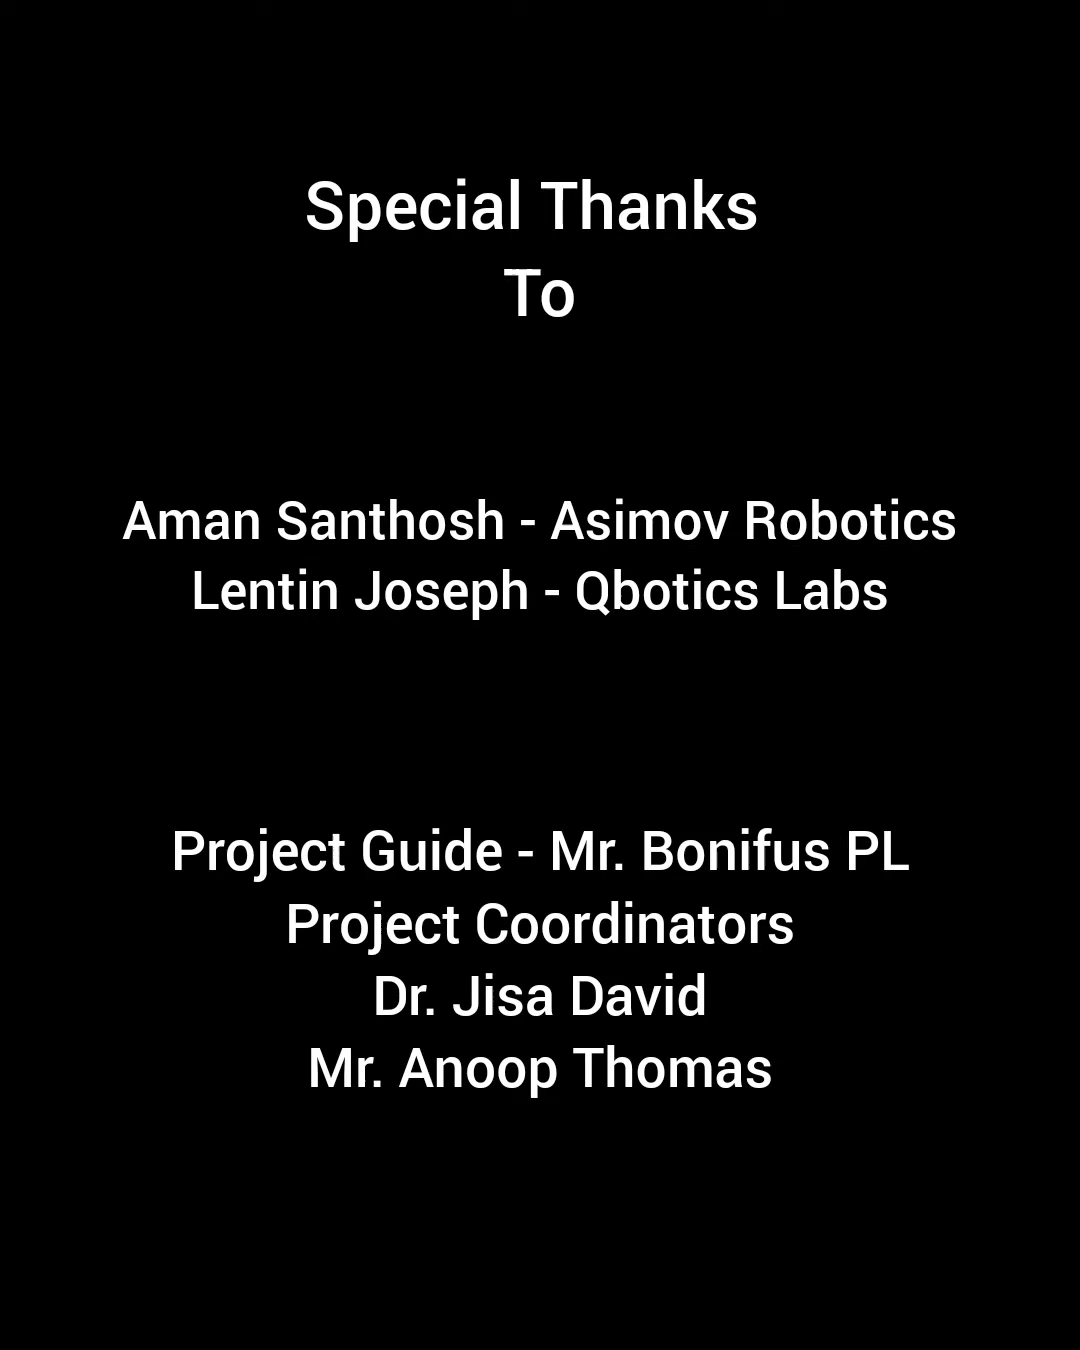 Special Thanks
To
Aman Santhosh - Asimov Robotics
Lentin Joseph - Qbotics Labs
Project Guide - Mr. Bonifus PL
Project Coordinators
Dr. Jisa David
Mr. Anoop Thomas